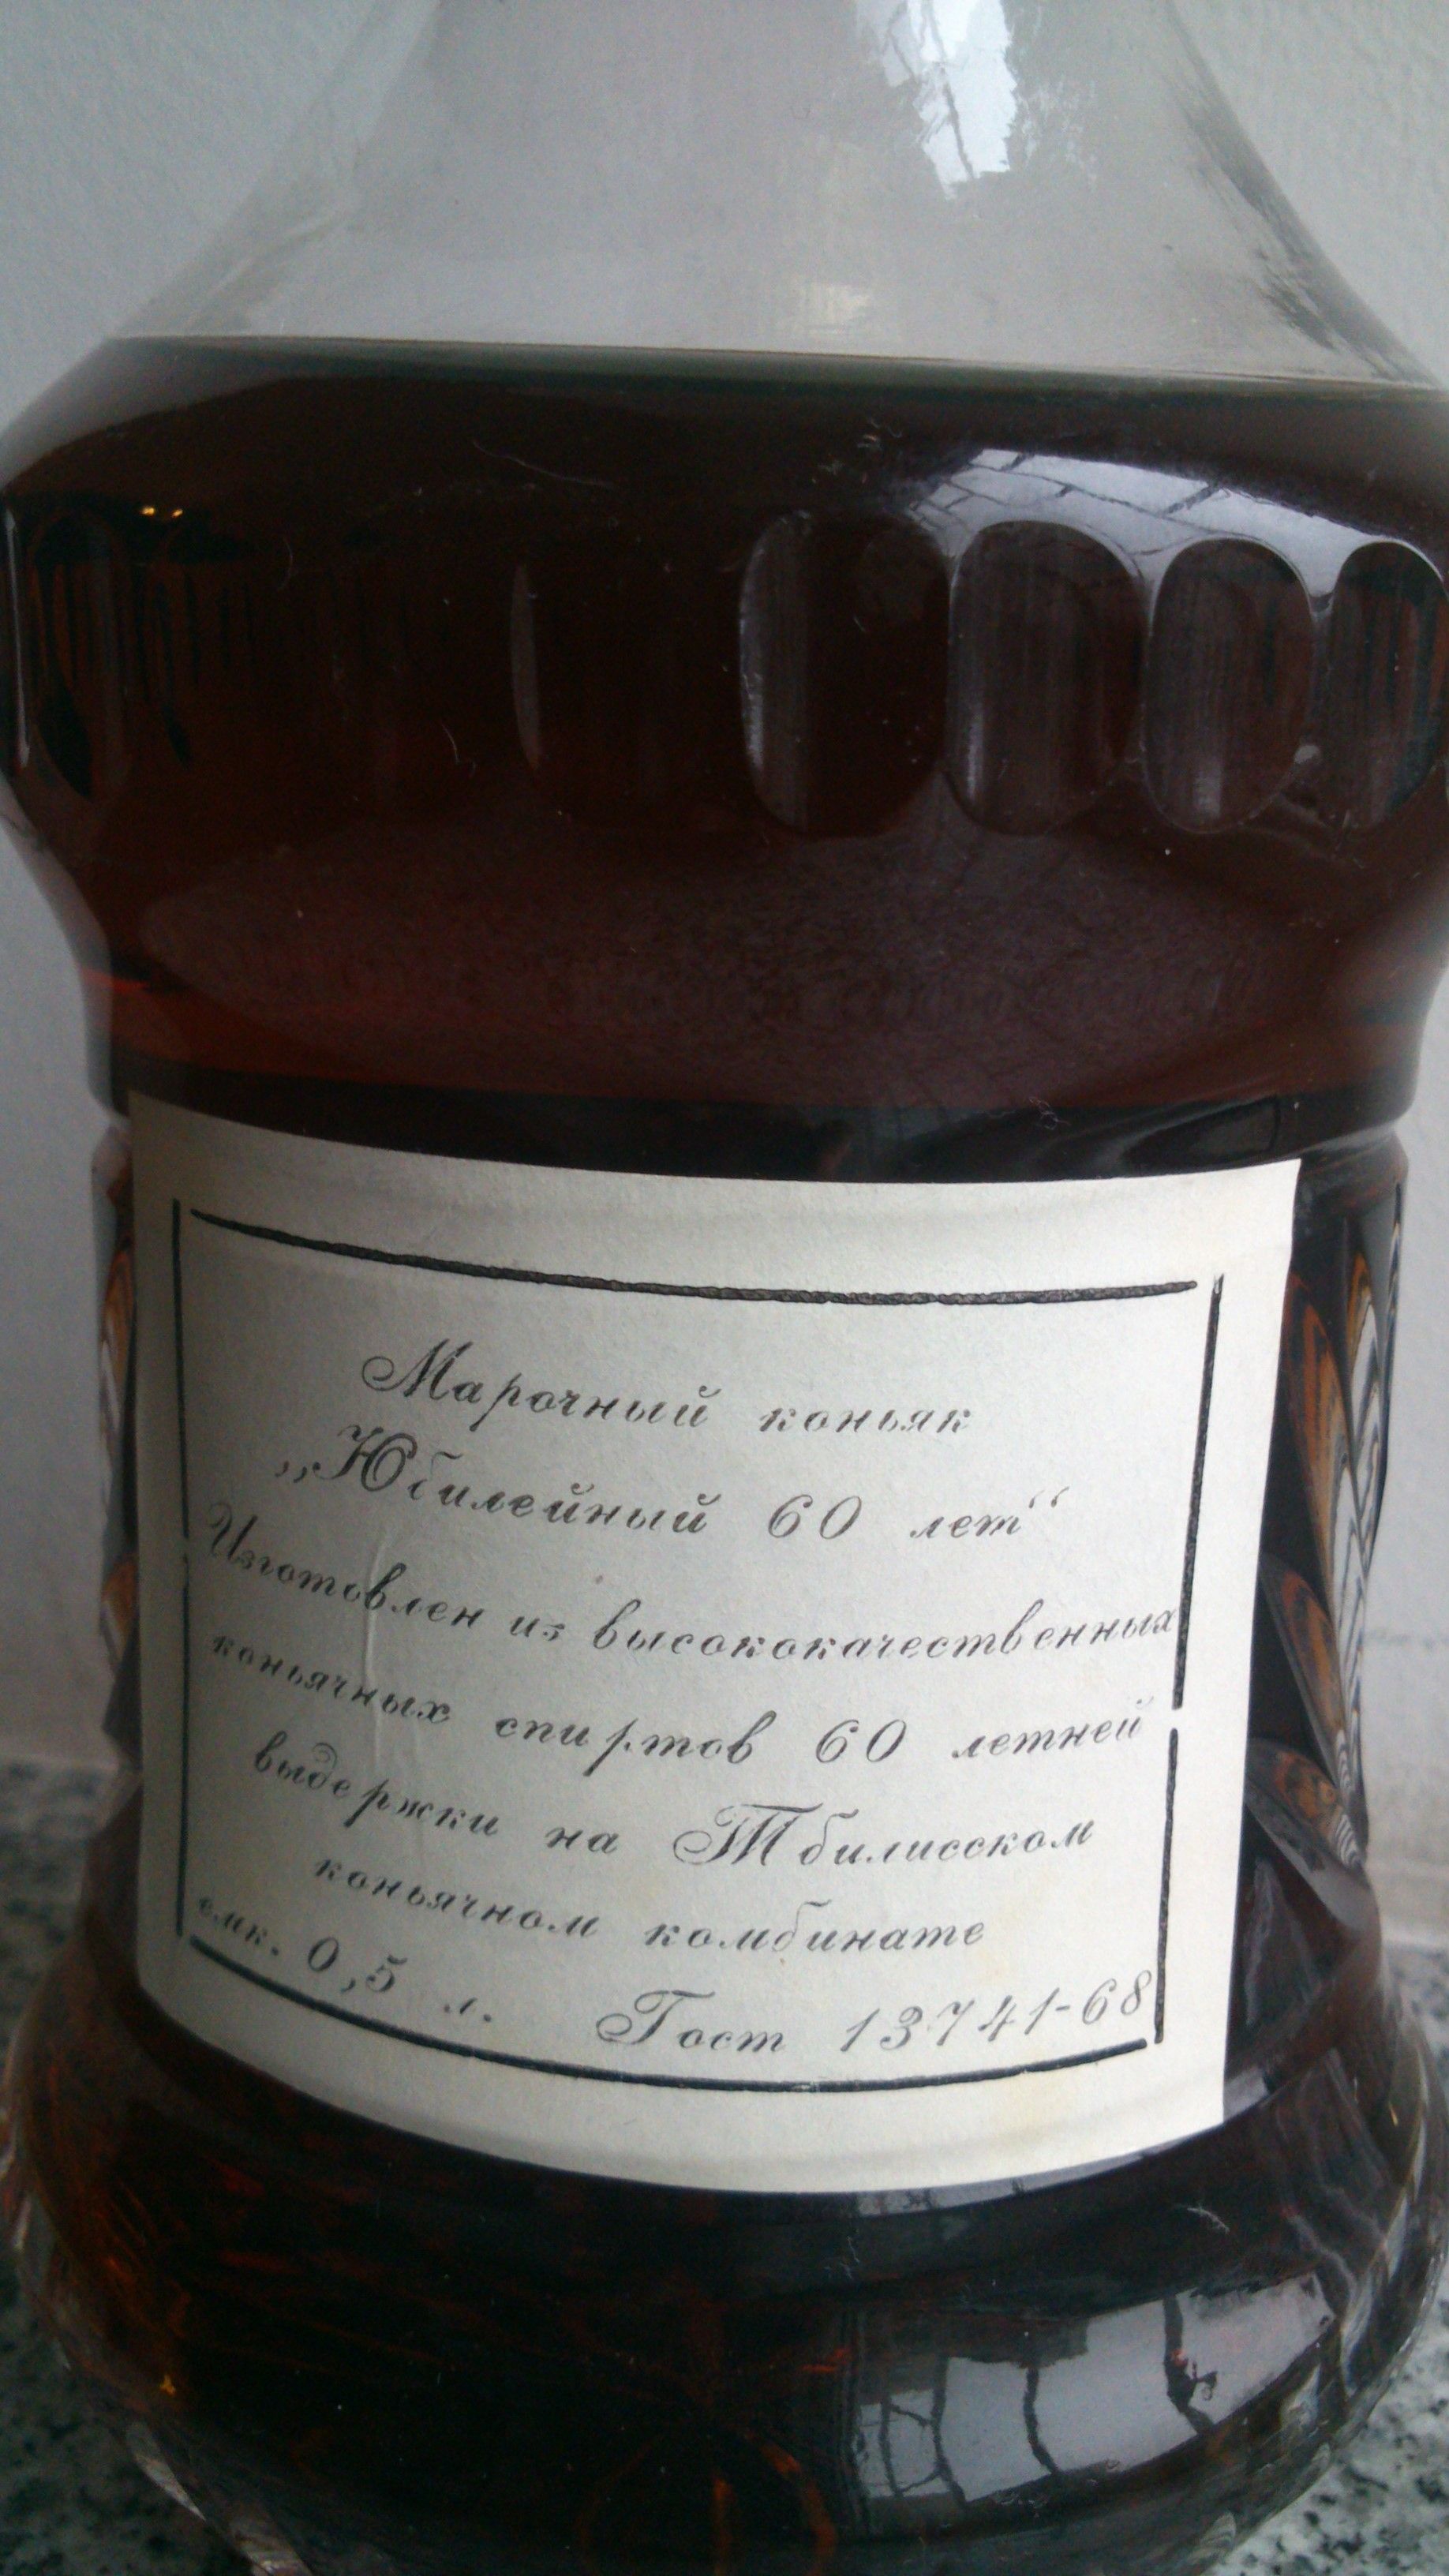 Марочный коньяк
„Юбилейный 60 лет“
Изготовлен из высококачественных
коньячных спиртов 60 летней
выдержки на Тбилисском
коньячном комбинате
емк. 0,5 л. Гост 13741-68